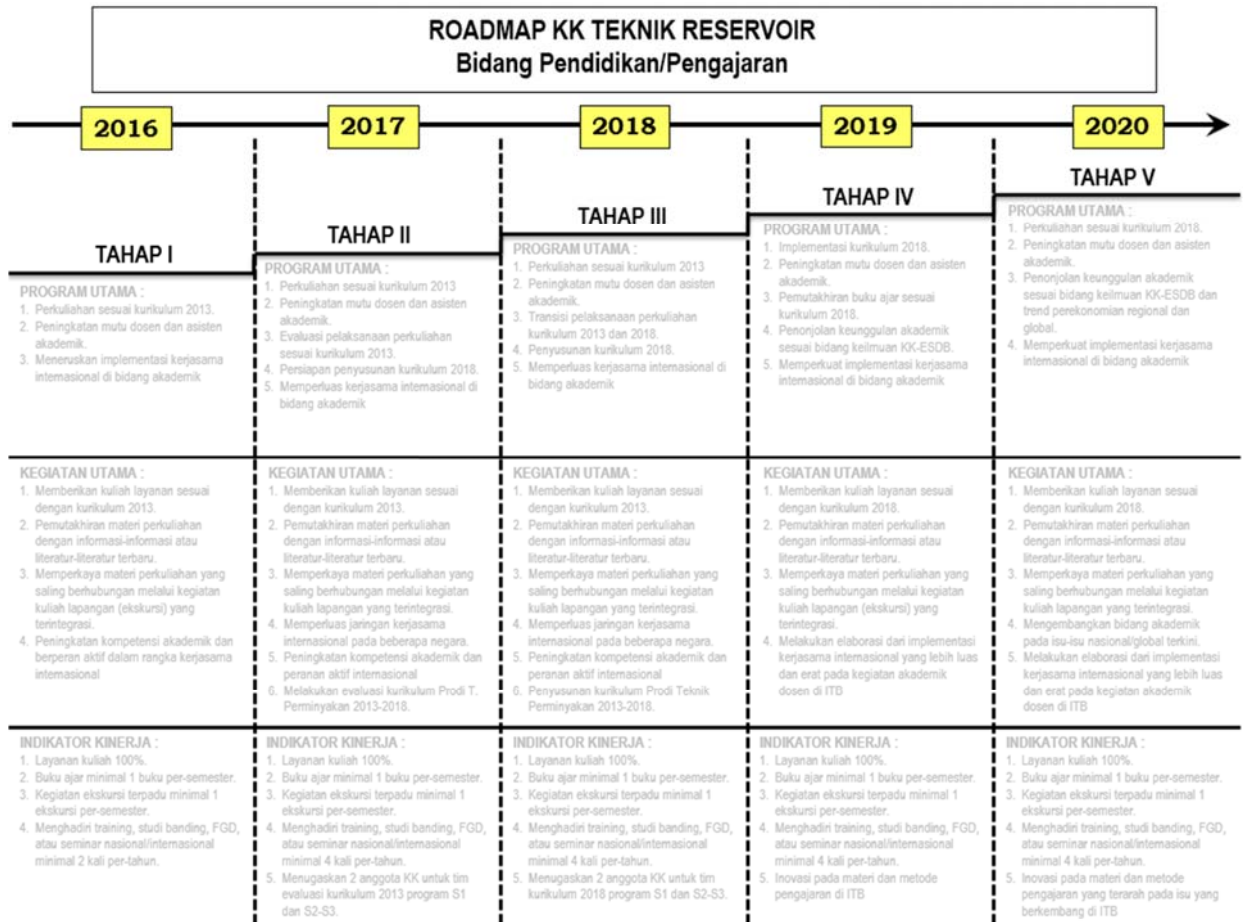 ROADMAP KK TEKNIK RESERVOIR
Bidang Pendidikan/Pengajaran
2016
2017
2018
2019
2020
TAHAP I
PROGRAM UTAMA :
1. Perkuliahan sesuai kurikulum 2013.
2. Peningkatan mutu dosen dan asisten
akademik.
3. Meneruskan implementasi kerjasama
internasional di bidang akademik
TAHAP II
PROGRAM UTAMA :
1. Perkuliahan sesuai kurikulum 2013
2. Peningkatan mutu dosen dan asisten
akademik.
3. Evaluasi pelaksanaan perkuliahan
sesuai kurikulum 2013.
4. Persiapan penyusunan kurikulum 2018.
5. Memperluas kerjasama internasional di
bidang akademik
TAHAP III
PROGRAM UTAMA :
1. Perkuliahan sesuai kurikulum 2013
2. Peningkatan mutu dosen dan asisten
akademik.
3. Transisi pelaksanaan perkuliahan
kurikulum 2013 dan 2018.
4. Penyusunan kurikulum 2018.
5. Memperluas kerjasama internasional di
bidang akademik
TAHAP IV
PROGRAM UTAMA :
1. Implementasi kurikulum 2018.
2. Peningkatan mutu dosen dan asisten
akademik.
3. Pemutakhiran buku ajar sesuai
kurikulum 2018.
4. Penonjolan keunggulan akademik
sesuai bidang keilmuan KK-ESDB.
5. Memperkuat implementasi kerjasama
internasional di bidang akademik
TAHAP V
PROGRAM UTAMA :
1. Perkuliahan sesuai kurikulum 2018.
2. Peningkatan mutu dosen dan asisten
akademik.
3. Penonjolan keunggulan akademik
sesuai bidang keilmuan KK-ESDB dan
trend perekonomian regional dan
global.
4. Memperkuat implementasi kerjasama
internasional di bidang akademik
KEGIATAN UTAMA :
1. Memberikan kuliah layanan sesuai
dengan kurikulum 2013.
2. Pemutakhiran materi perkuliahan
dengan informasi-informasi atau
literatur-literatur terbaru.
3. Memperkaya materi perkuliahan yang
saling berhubungan melalui kegiatan
kuliah lapangan (ekskursi) yang
terintegrasi.
4. Peningkatan kompetensi akademik dan
berperan aktif dalam rangka kerjasama
internasional
KEGIATAN UTAMA :
1. Memberikan kuliah layanan sesuai
dengan kurikulum 2013.
2. Pemutakhiran materi perkuliahan
dengan informasi-informasi atau
literatur-literatur terbaru.
3. Memperkaya materi perkuliahan yang
saling berhubungan melalui kegiatan
kuliah lapangan yang terintegrasi.
4. Memperluas jaringan kerjasama
internasional pada beberapa negara.
5. Peningkatan kompetensi akademik dan
peranan aktif internasional
6. Melakukan evaluasi kurikulum Prodi T.
Perminyakan 2013-2018.
KEGIATAN UTAMA :
1. Memberikan kuliah layanan sesuai
dengan kurikulum 2013.
2. Pemutakhiran materi perkuliahan
dengan informasi-informasi atau
literatur-literatur terbaru.
3. Memperkaya materi perkuliahan yang
saling berhubungan melalui kegiatan
kuliah lapangan yang terintegrasi.
4. Memperluas jaringan kerjasama
internasional pada beberapa negara.
5. Peningkatan kompetensi akademik dan
peranan aktif internasional
6. Penyusunan kurikulum Prodi Teknik
Perminyakan 2013-2018.
KEGIATAN UTAMA :
1. Memberikan kuliah layanan sesuai
dengan kurikulum 2018.
2. Pemutakhiran materi perkuliahan
dengan informasi-informasi atau
literatur-literatur terbaru.
3. Memperkaya materi perkuliahan yang
saling berhubungan melalui kegiatan
kuliah lapangan (ekskursi) yang
terintegrasi.
4. Melakukan elaborasi dari implementasi
kerjasama internasional yang lebih luas
dan erat pada kegiatan akademik
dosen di ITB
KEGIATAN UTAMA :
1. Memberikan kuliah layanan sesuai
dengan kurikulum 2018.
2. Pemutakhiran materi perkuliahan
dengan informasi-informasi atau
literatur-literatur terbaru.
3. Memperkaya materi perkuliahan yang
saling berhubungan melalui kegiatan
kuliah lapangan yang terintegrasi.
4. Mengembangkan bidang akademik
pada isu-isu nasional/global terkini.
5. Melakukan elaborasi dari implementasi
kerjasama internasional yang lebih luas
dan erat pada kegiatan akademik
dosen di ITB
INDIKATOR KINERJA :
1. Layanan kuliah 100%.
2. Buku ajar minimal 1 buku per-semester.
3. Kegiatan ekskursi terpadu minimal 1
ekskursi per-semester.
4. Menghadiri training, studi banding, FGD,
atau seminar nasional/internasional
minimal 2 kali per-tahun.
INDIKATOR KINERJA :
1. Layanan kuliah 100%.
2. Buku ajar minimal 1 buku per-semester.
3. Kegiatan ekskursi terpadu minimal 1
ekskursi per-semester.
4. Menghadiri training, studi banding, FGD,
atau seminar nasional/internasional
minimal 4 kali per-tahun.
5. Menugaskan 2 anggota KK untuk tim
evaluasi kurikulum 2013 program S1
dan S2-S3.
INDIKATOR KINERJA :
1. Layanan kuliah 100%.
2. Buku ajar minimal 1 buku per-semester.
3. Kegiatan ekskursi terpadu minimal 1
ekskursi per-semester.
4. Menghadiri training, studi banding, FGD,
atau seminar nasional/internasional
minimal 4 kali per-tahun.
5. Menugaskan 2 anggota KK untuk tim
kurikulum 2018 program S1 dan S2-S3.
INDIKATOR KINERJA :
1. Layanan kuliah 100%.
2. Buku ajar minimal 1 buku per-semester.
3. Kegiatan ekskursi terpadu minimal 1
ekskursi per-semester.
4. Menghadiri training, studi banding, FGD,
atau seminar nasional/internasional
minimal 4 kali per-tahun.
5. Inovasi pada materi dan metode
pengajaran di ITB
INDIKATOR KINERJA :
1. Layanan kuliah 100%.
2. Buku ajar minimal 1 buku per-semester.
3. Kegiatan ekskursi terpadu minimal 1
ekskursi per-semester.
4. Menghadiri training, studi banding, FGD,
atau seminar nasional/internasional
minimal 4 kali per-tahun.
5. Inovasi pada materi dan metode
pengajaran yang terarah pada isu yang
berkembang di ITB